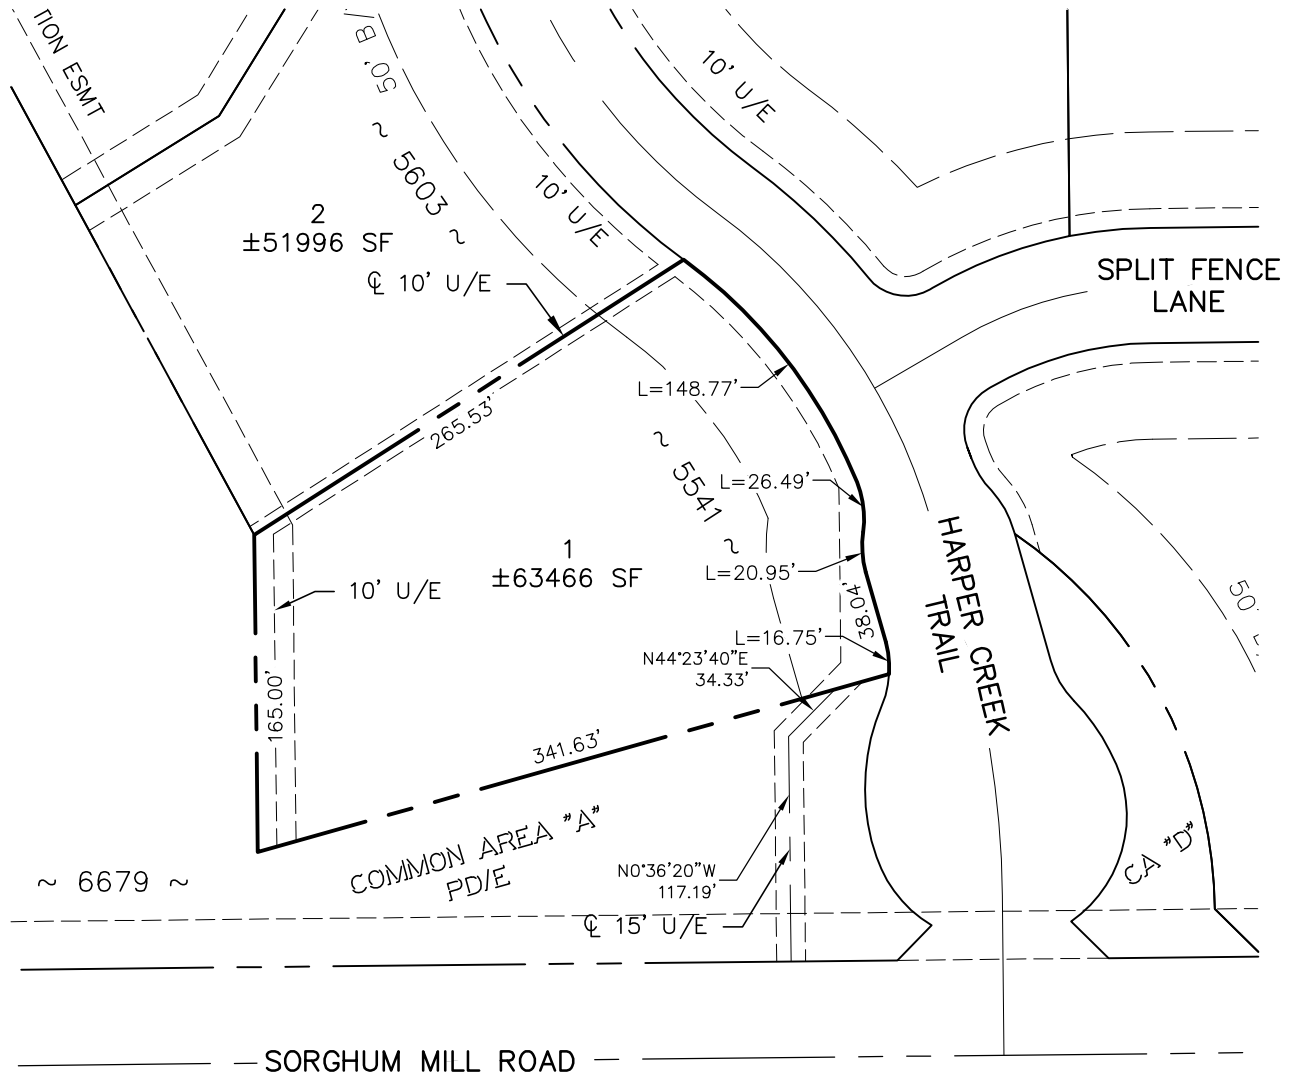 TION ESMT
50' B/
~ 5603 ~
10' U/E
10' U/E
2
±51996 SF
℄ 10' U/E
SPLIT FENCE
LANE
L=148.77'
265.53'
~ 5541 ~
L=26.49'
1
±63466 SF
L=20.95'
10' U/E
38.04'
HARPER CREEK
TRAIL
50'
L=16.75'
N44°23'40"E
34.33'
165.00'
341.63'
COMMON AREA "A"
PD/E
CA "D"
~ 6679 ~
N0°36'20"W
117.19'
℄ 15' U/E
SORGHUM MILL ROAD